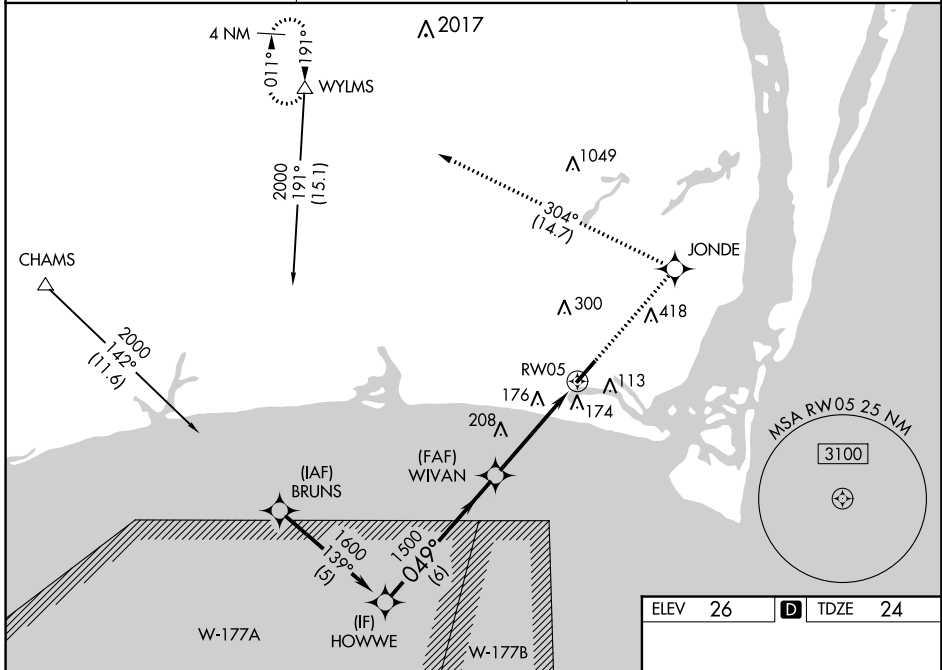 4 NM
011°
191°
WYLMS
2017
2000
191°
(15.1)
1049
304°
(14.7)
JONDE
CHAMS
2000
142°
(11.6)
300
418
RW05
113
176
174
208
(FAF)
WIVAN
MSA RW05 25 NM
3100
(IAF)
BRUNS
1600
139°
(5)
1500
049°
(6)
(IF)
HOWWE
W-177A
W-177B
ELEV 26 D TDZE 24